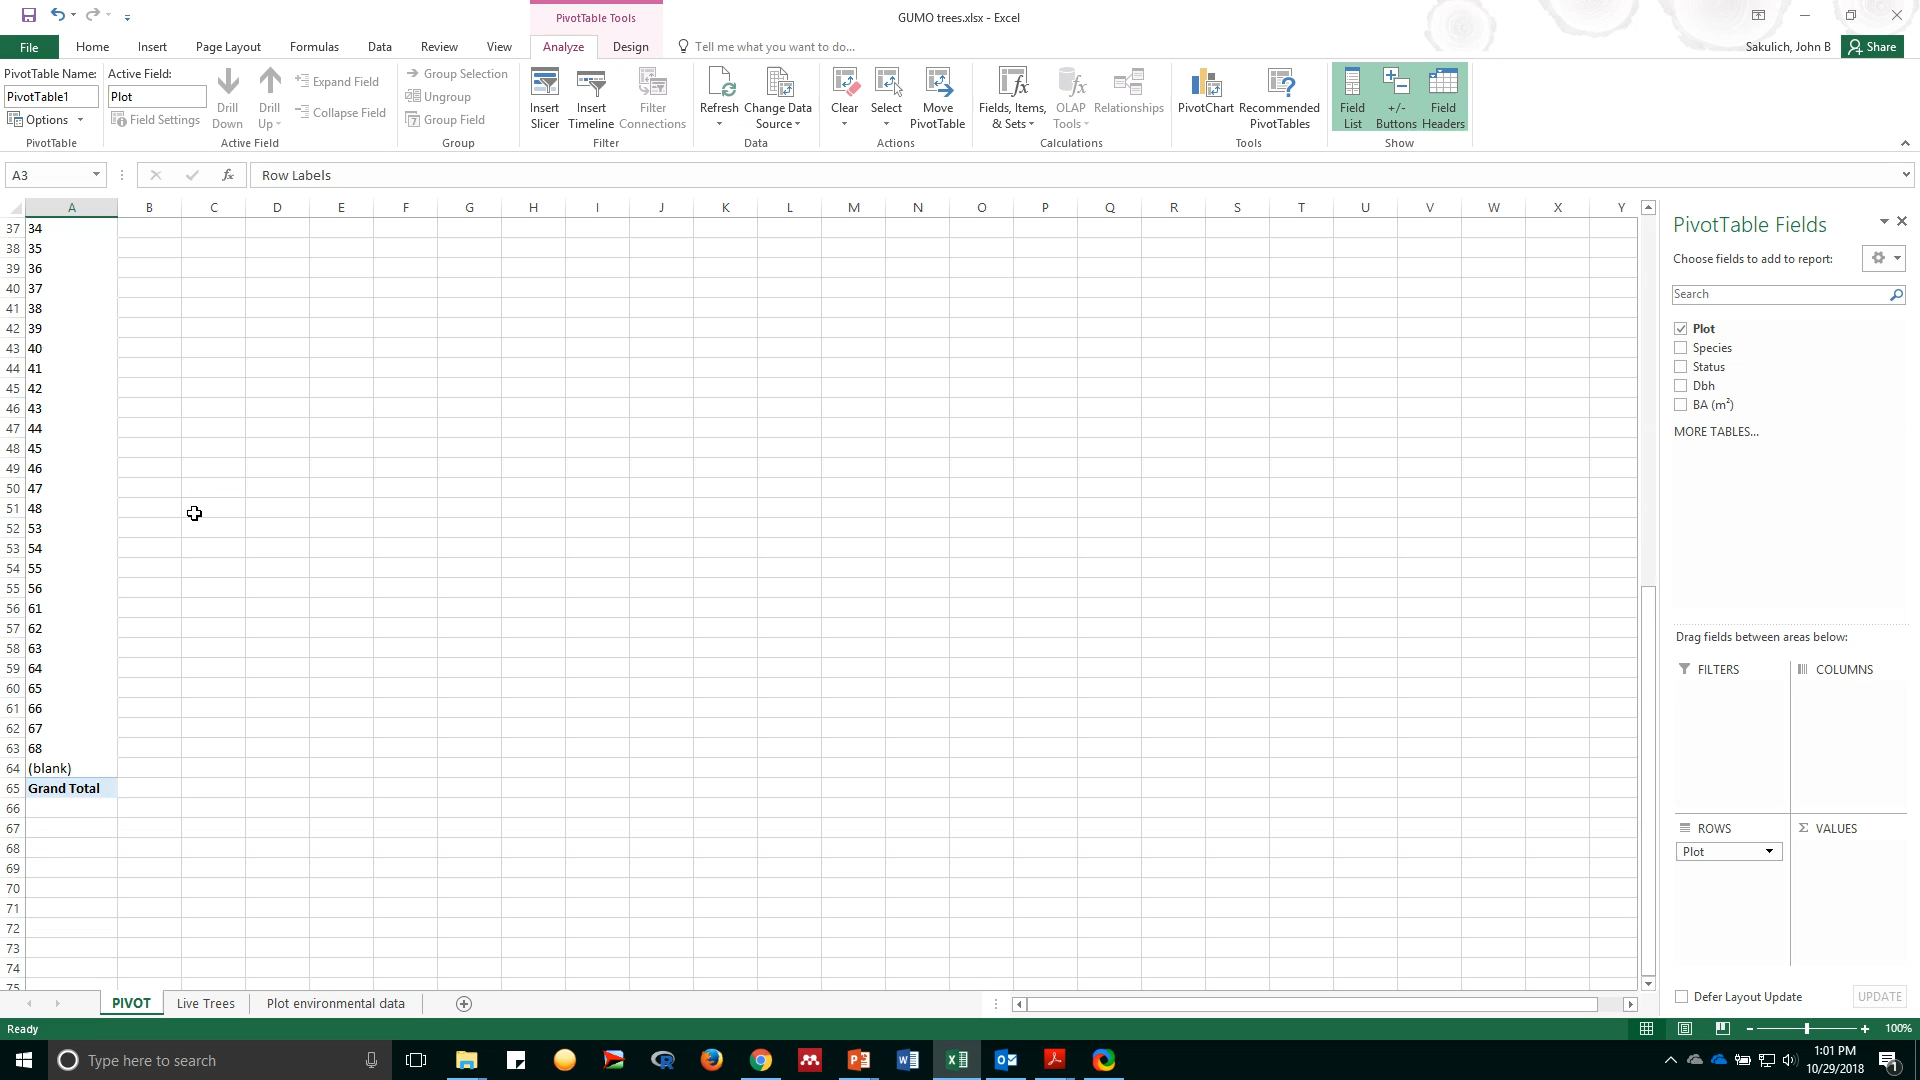 PivotTable Tools
GUMO trees.xlsx - Excel
File Home Insert Page Layout Formulas Data Review View Analyze Design Tell me what you want to do...
Sakulich, John B Share
PivotTable Name:
PivotTable1
Options
PivotTable
Active Field:
Plot
Field Settings
Drill Down
Drill Up
Expand Field
Collapse Field
Active Field
Group Selection
Ungroup
Group Field
Group
Insert Slicer
Insert Timeline
Filter Connections
Filter
Refresh
Change Data Source
Data
Clear
Select
Move PivotTable
Actions
Fields, Items, & Sets
OLAP Tools
Relationships
Calculations
PivotChart
Recommended PivotTables
Tools
Field List
+/- Buttons
Field Headers
Show
A3 fx Row Labels
A B C D E F G H I J K L M N O P Q R S T U V W X Y
37 34
38 35
39 36
40 37
41 38
42 39
43 40
44 41
45 42
46 43
47 44
48 45
49 46
50 47
51 48
52 53
53 54
54 55
55 56
56 61
57 62
58 63
59 64
60 65
61 66
62 67
63 68
64 (blank)
65 Grand Total
66
67
68
69
70
71
72
73
74
75
PivotTable Fields
Choose fields to add to report:
Search
Plot
Species
Status
Dbh
BA (m²)
MORE TABLES...
Drag fields between areas below:
FILTERS COLUMNS
ROWS Σ VALUES
Plot
Defer Layout Update UPDATE
PIVOT Live Trees Plot environmental data
Ready 100%
Type here to search
1:01 PM
10/29/2018
1